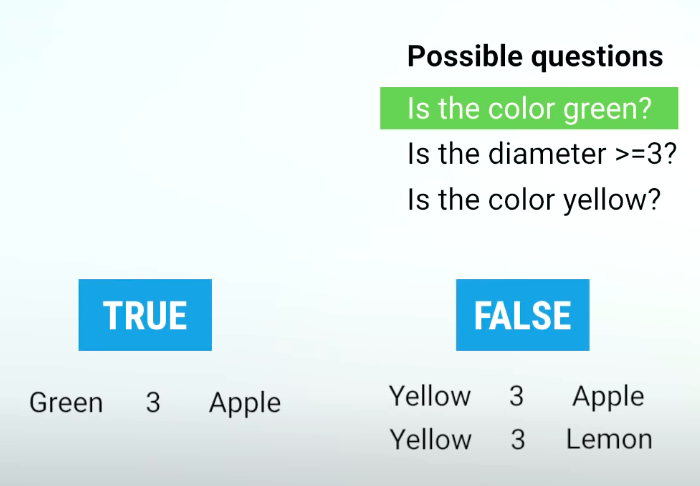 Possible questions
Is the color green?
Is the diameter >=3?
Is the color yellow?
TRUE
FALSE
Green 3 Apple
Yellow 3 Apple
Yellow 3 Lemon